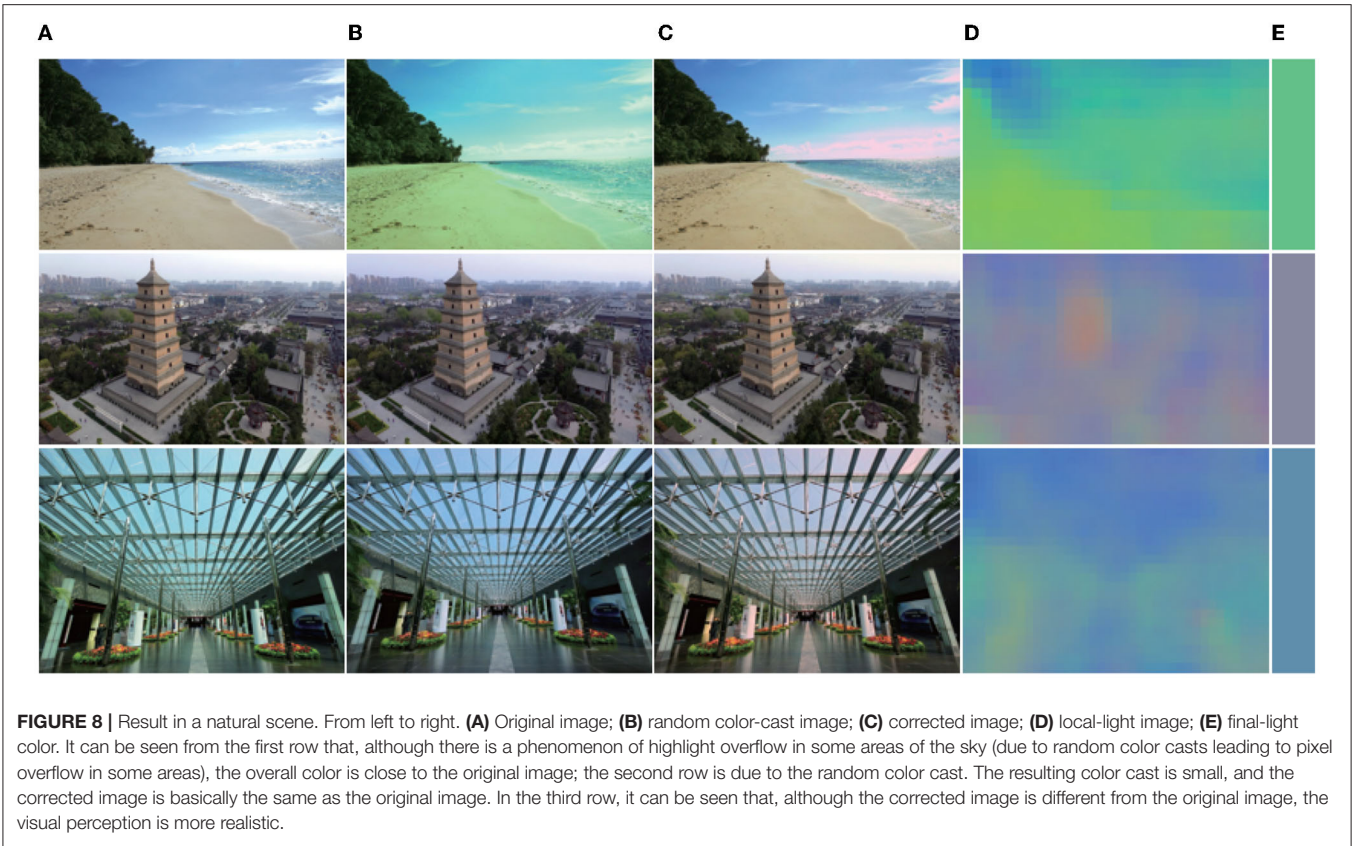 A B C D E
FIGURE 8 | Result in a natural scene. From left to right. (A) Original image; (B) random color-cast image; (C) corrected image; (D) local-light image; (E) final-light
color. It can be seen from the first row that, although there is a phenomenon of highlight overflow in some areas of the sky (due to random color casts leading to pixel
overflow in some areas), the overall color is close to the original image; the second row is due to the random color cast. The resulting color cast is small, and the
corrected image is basically the same as the original image. In the third row, it can be seen that, although the corrected image is different from the original image, the
visual perception is more realistic.